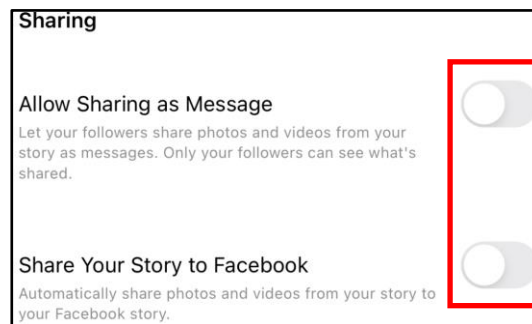 Sharing
Allow Sharing as Message
Let your followers share photos and videos from your
story as messages. Only your followers can see what's
shared.
Share Your Story to Facebook
Automatically share photos and videos from your story to
your Facebook story.